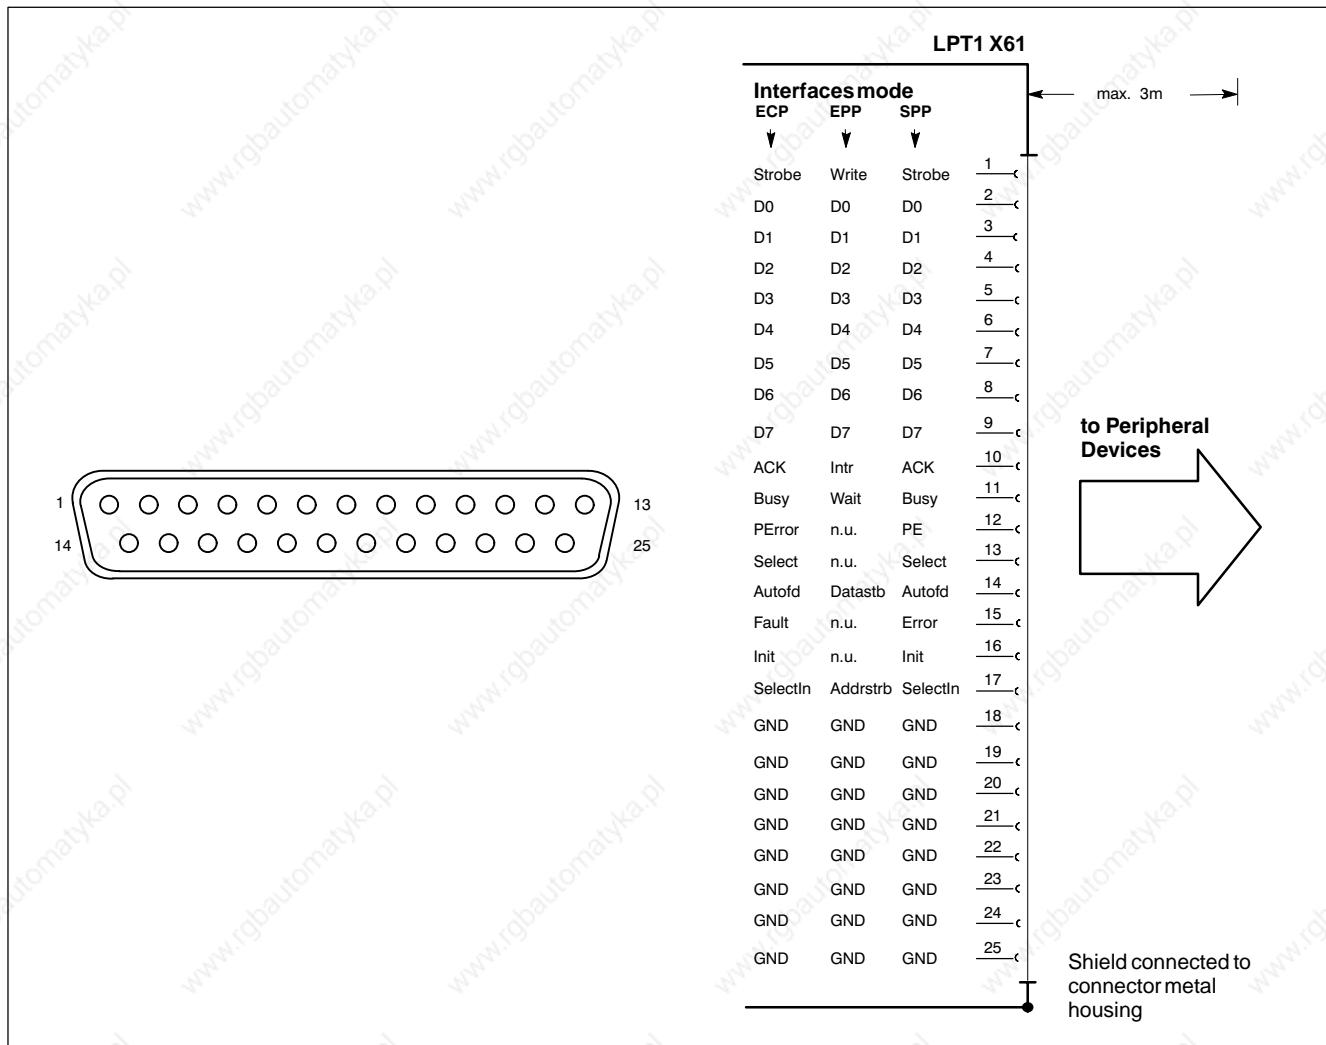 LPT1 X61
Interfaces mode
max. 3m
ECP EPP SPP
Strobe Write Strobe 1
D0 D0 D0 2
D1 D1 D1 3
D2 D2 D2 4
D3 D3 D3 5
D4 D4 D4 6
D5 D5 D5 7
D6 D6 D6 8
D7 D7 D7 9
ACK Intr ACK 10
Busy Wait Busy 11
PError n.u. PE 12
Select n.u. Select 13
Autofd Datastb Autofd 14
Fault n.u. Error 15
Init n.u. Init 16
SelectIn Addrstrb SelectIn 17
GND GND GND 18
GND GND GND 19
GND GND GND 20
GND GND GND 21
GND GND GND 22
GND GND GND 23
GND GND GND 24
GND GND GND 25
to Peripheral
Devices
1 13
14 25
Shield connected to
connector metal
housing
www.rgbautomatyka.pl